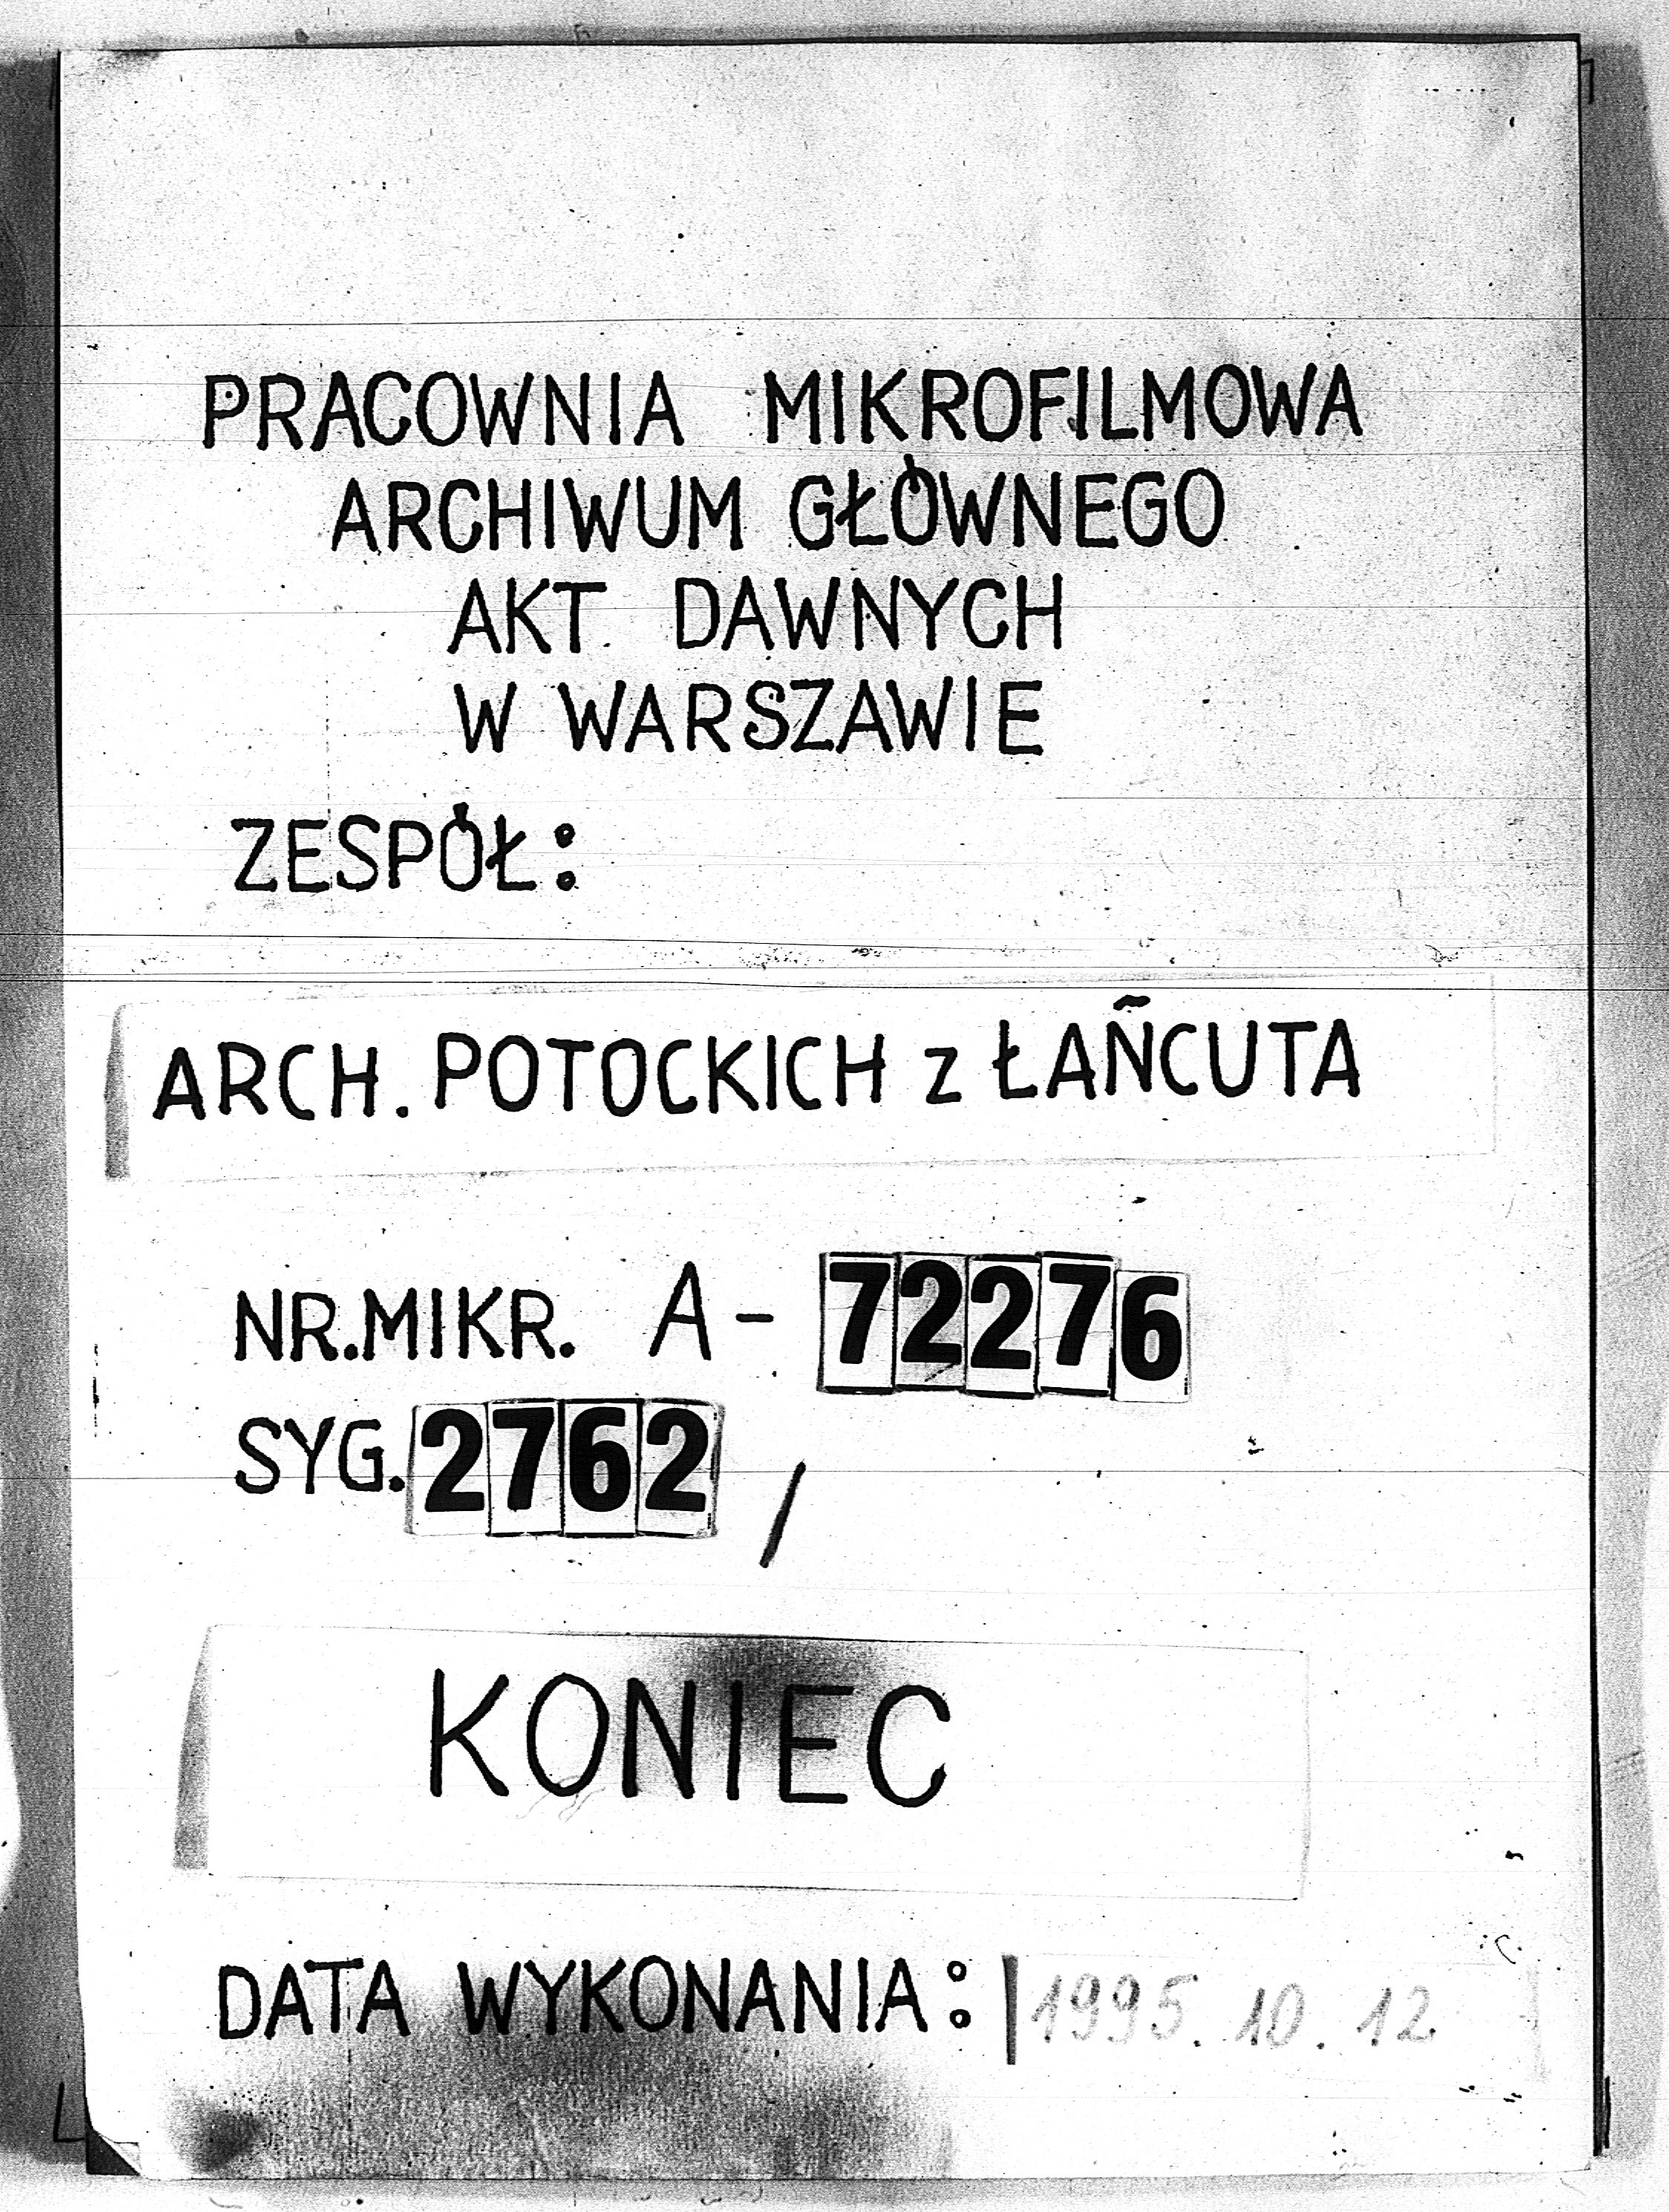 PRACOWNIA MIKROFILMOWA
ARCHIWUM GŁÓWNEGO
AKT DAWNYCH
W WARSZAWIE
ZESPÓŁ:
ARCH. POTOCKICH z ŁAŃCUTA
NR.MIKR. A-72276
SYG. 2762 /
KONIEC
DATA WYKONANIA: 1995.10.12